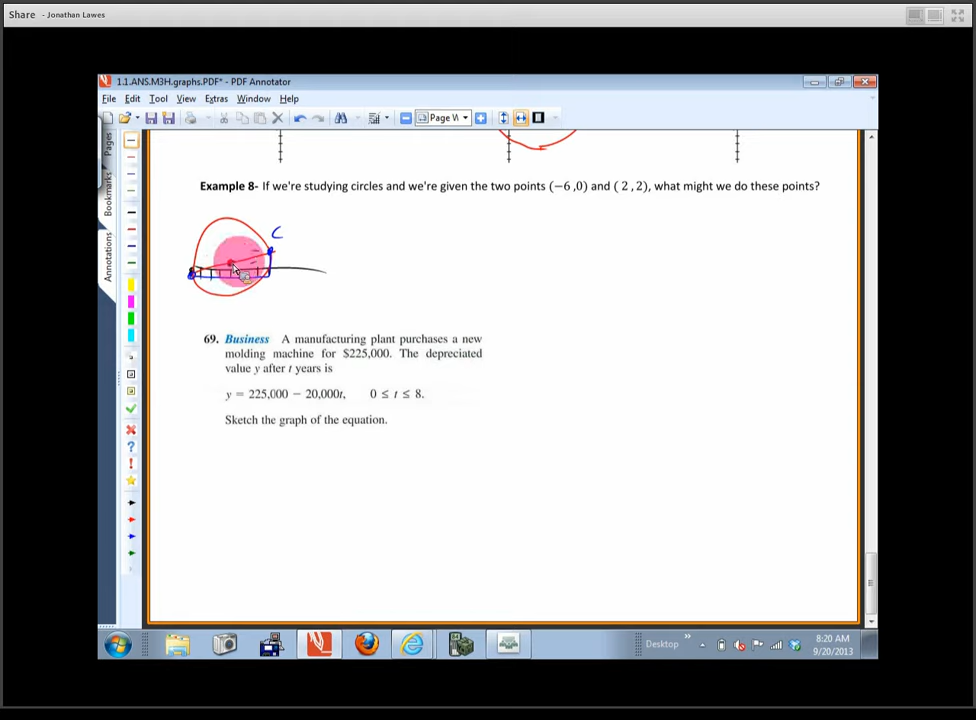 Share - Jonathan Lawes
1.1.ANS.M3H.graphs.PDF* - PDF Annotator
File Edit Tool View Extras Window Help
Page W
Pages
Bookmarks
Annotations
Example 8- If we're studying circles and we're given the two points (−6 ,0) and ( 2 , 2), what might we do these points?
C
69. Business A manufacturing plant purchases a new
molding machine for $225,000. The depreciated
value y after t years is
y = 225,000 − 20,000t, 0 ≤ t ≤ 8.
Sketch the graph of the equation.
Desktop
8:20 AM
9/20/2013